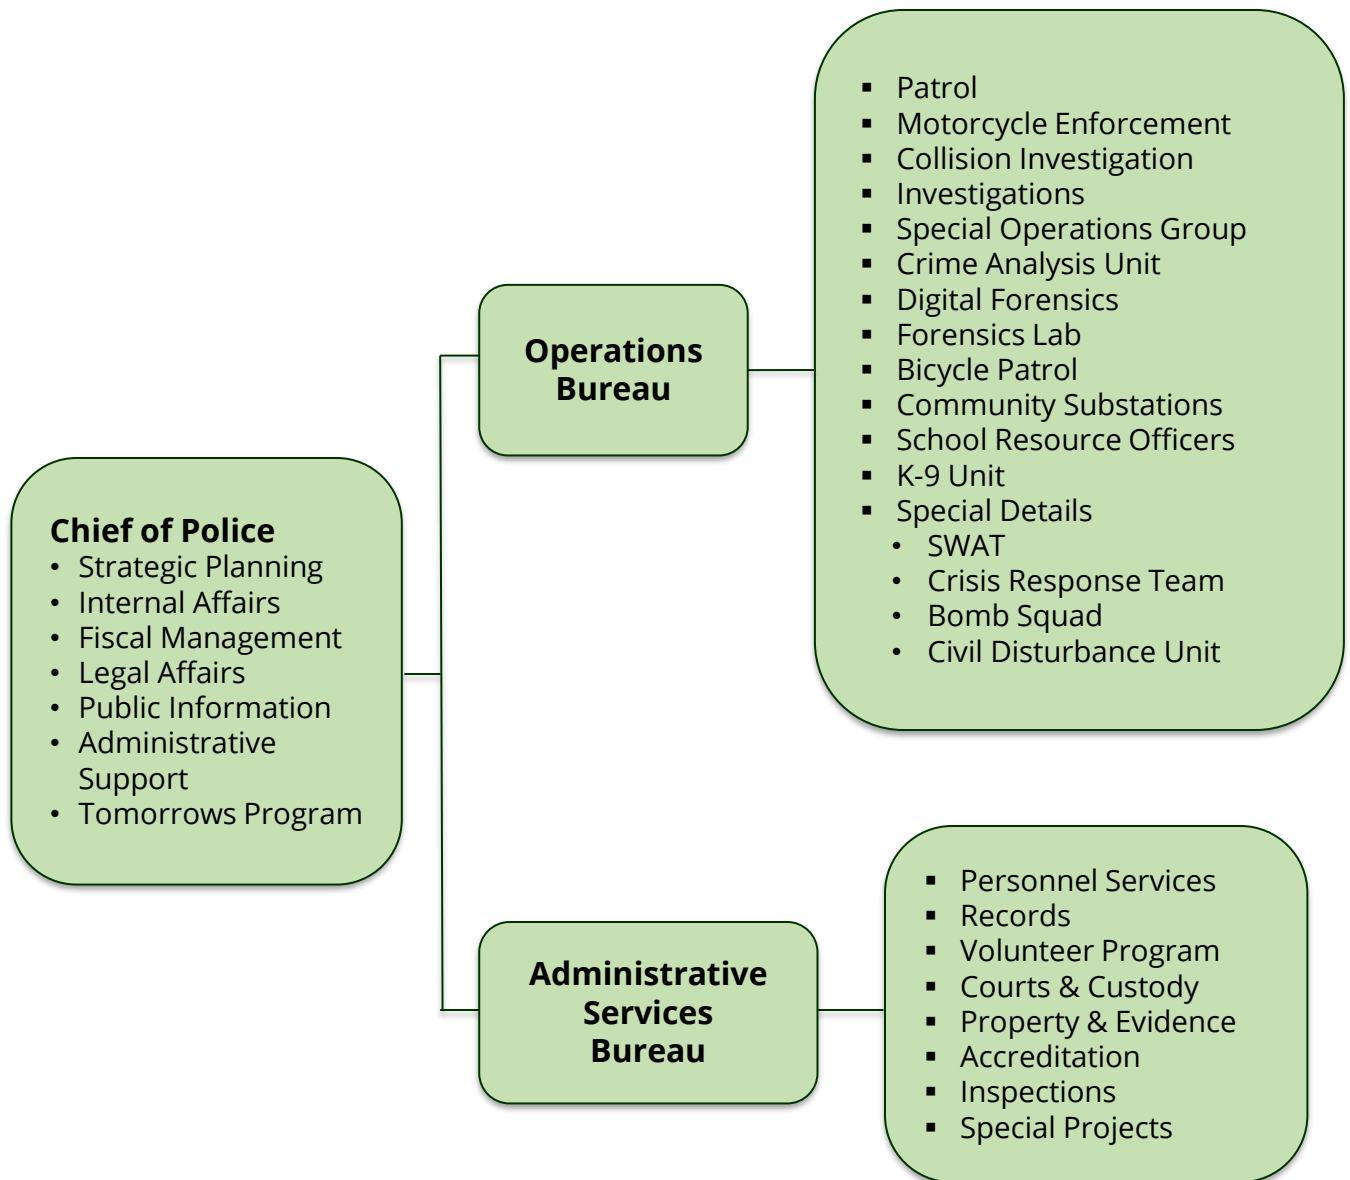 Chief of Police
• Strategic Planning
• Internal Affairs
• Fiscal Management
• Legal Affairs
• Public Information
• Administrative
Support
• Tomorrows Program
Operations
Bureau
▪ Patrol
▪ Motorcycle Enforcement
▪ Collision Investigation
▪ Investigations
▪ Special Operations Group
▪ Crime Analysis Unit
▪ Digital Forensics
▪ Forensics Lab
▪ Bicycle Patrol
▪ Community Substations
▪ School Resource Officers
▪ K-9 Unit
▪ Special Details
• SWAT
• Crisis Response Team
• Bomb Squad
• Civil Disturbance Unit
Administrative
Services
Bureau
▪ Personnel Services
▪ Records
▪ Volunteer Program
▪ Courts & Custody
▪ Property & Evidence
▪ Accreditation
▪ Inspections
▪ Special Projects